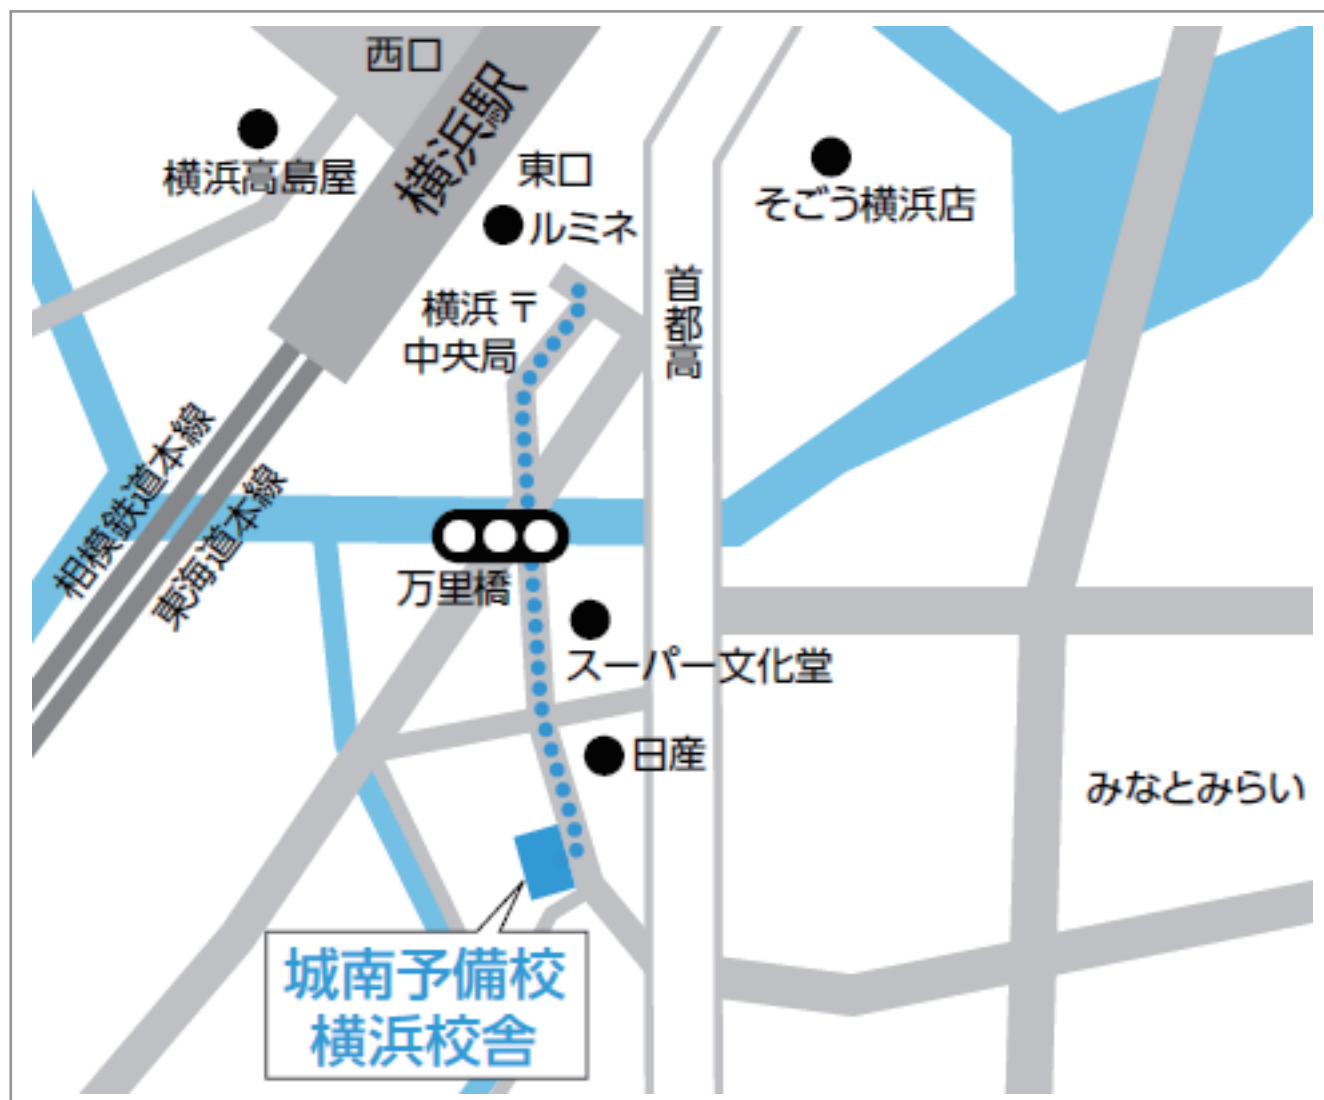 西口
横浜駅
横浜高島屋
東口
ルミネ
そごう横浜店
首都高
横浜〒
中央局
相模鉄道本線
東海道本線
万里橋
スーパー文化堂
日産
みなとみらい
城南予備校
横浜校舎